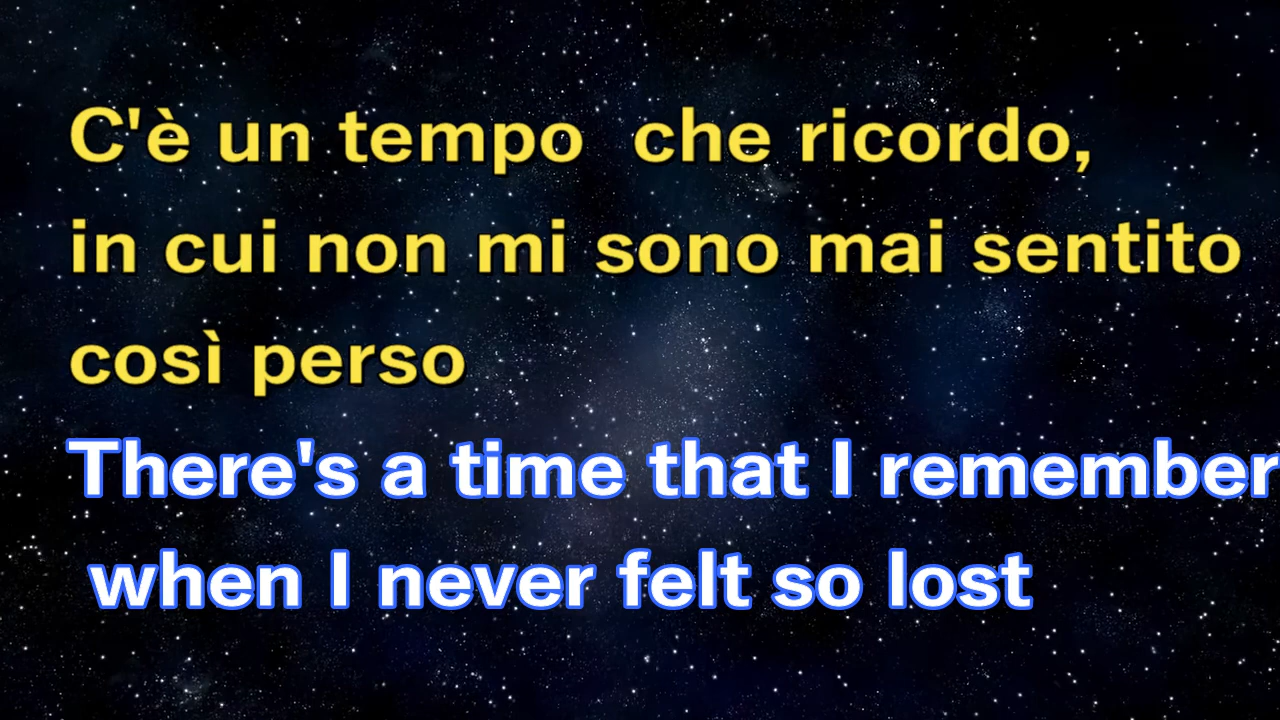 C'è un tempo  che ricordo,
in cui non mi sono mai sentito
così perso
There's a time that I remember
when I never felt so lost